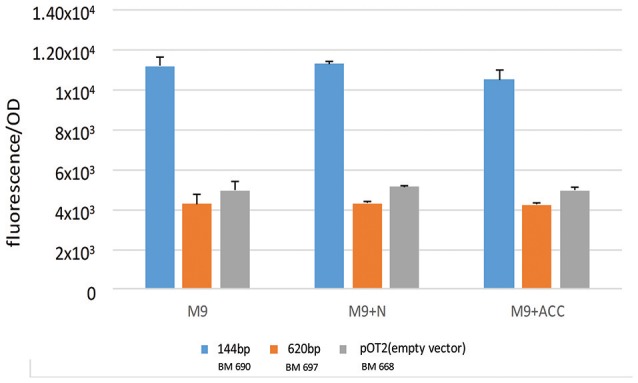 1.40x10⁴
1.20x10⁴
1x10⁴
8x10³
6x10³
4x10³
2x10³
0
fluorescence/OD
M9 M9+N M9+ACC
144bp 620bp pOT2(empty vector)
BM 690 BM 697 BM 668